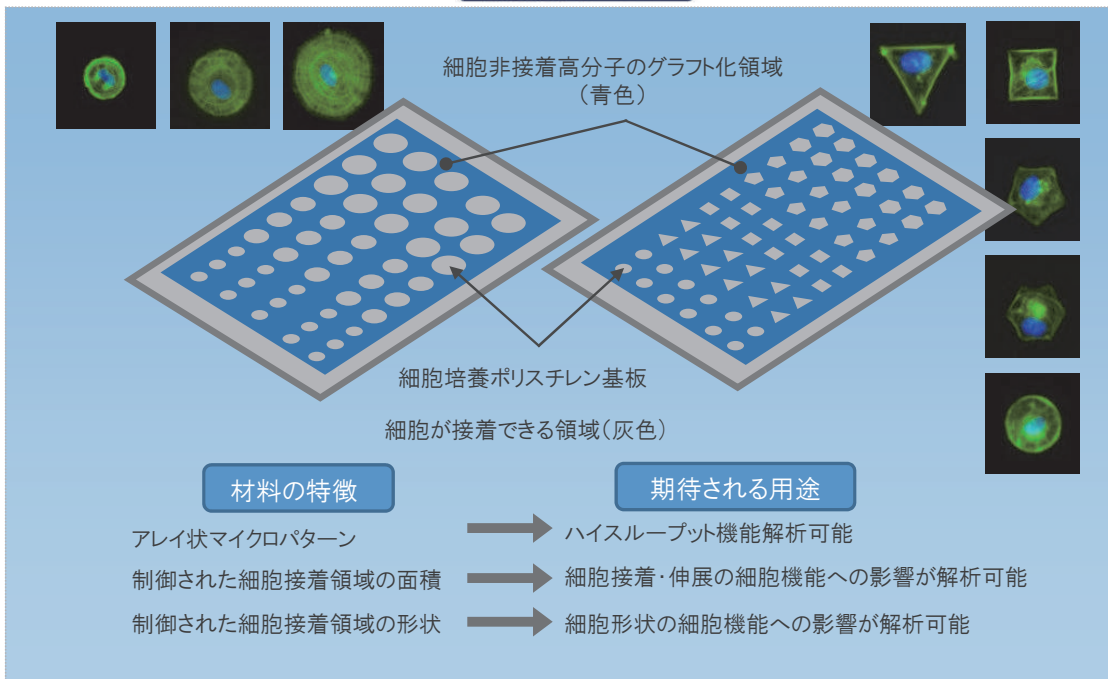 細胞非接着高分子のグラフト化領域
（青色）
細胞培養ポリスチレン基板
細胞が接着できる領域（灰色）
材料の特徴
期待される用途
アレイ状マイクロパターン
ハイスループット機能解析可能
制御された細胞接着領域の面積
細胞接着・伸展の細胞機能への影響が解析可能
制御された細胞接着領域の形状
細胞形状の細胞機能への影響が解析可能